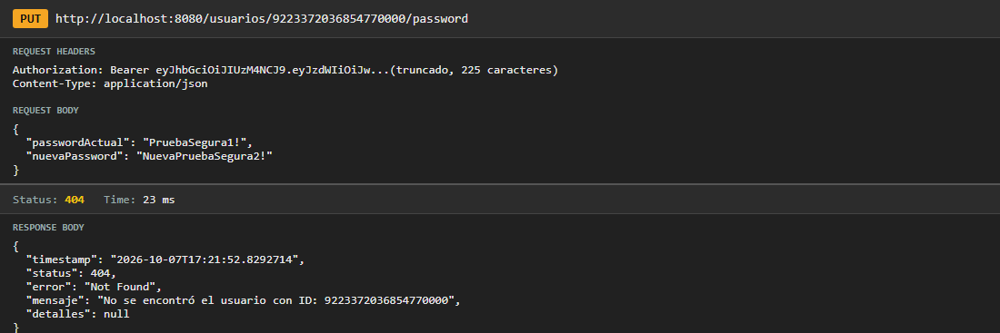 PUT http://localhost:8080/usuarios/9223372036854770000/password
REQUEST HEADERS
Authorization: Bearer eyJhbGciOiJIUzM4NCJ9.eyJzdWIiOiJw...(truncado, 225 caracteres)
Content-Type: application/json
REQUEST BODY
{
  "passwordActual": "PruebaSegura1!",
  "nuevaPassword": "NuevaPruebaSegura2!"
}
Status: 404 Time: 23 ms
RESPONSE BODY
{
  "timestamp": "2026-10-07T17:21:52.8292714",
  "status": 404,
  "error": "Not Found",
  "mensaje": "No se encontró el usuario con ID: 9223372036854770000",
  "detalles": null
}